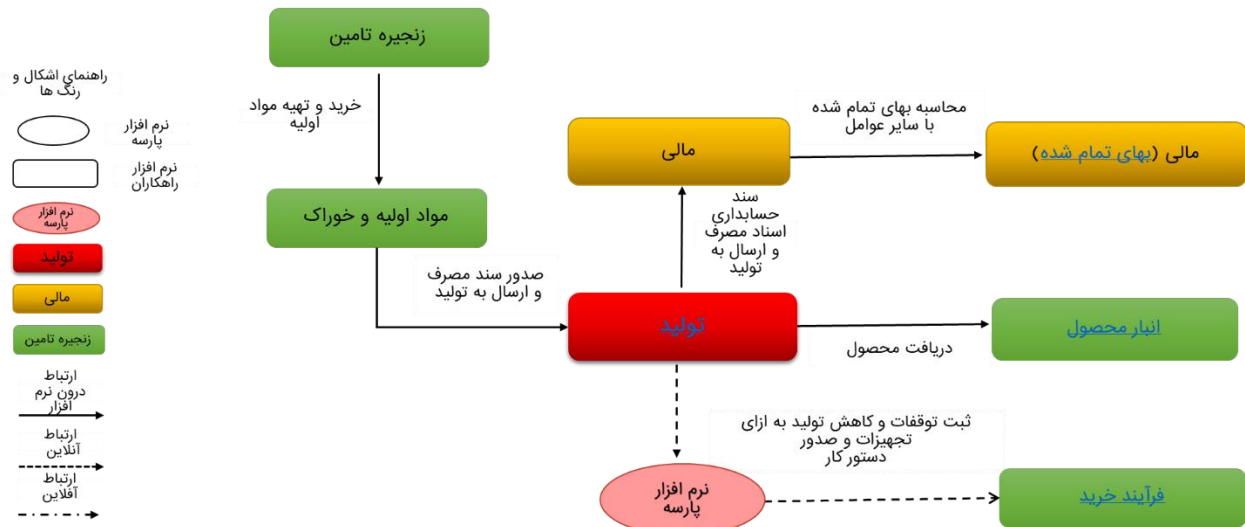 زنجیره تامین
راهنمای اشکال و
رنگ ها
نرم افزار
پارسه
نرم افزار
راهکاران
نرم افزار
پارسه
تولید
مالی
زنجیره تامین
ارتباط
درون نرم
افزار
ارتباط
آنلاین
ارتباط
آفلاین
خرید و تهیه مواد
اولیه
مواد اولیه و خوراک
صدور سند مصرف
و ارسال به تولید
مالی
محاسبه بهای تمام شده
با سایر عوامل
مالی (بهای تمام شده)
سند
حسابداری
اسناد مصرف
و ارسال به
تولید
تولید
دریافت محصول
انبار محصول
ثبت توقفات و کاهش تولید به ازای
تجهیزات و صدور
دستور کار
نرم افزار
پارسه
فرآیند خرید